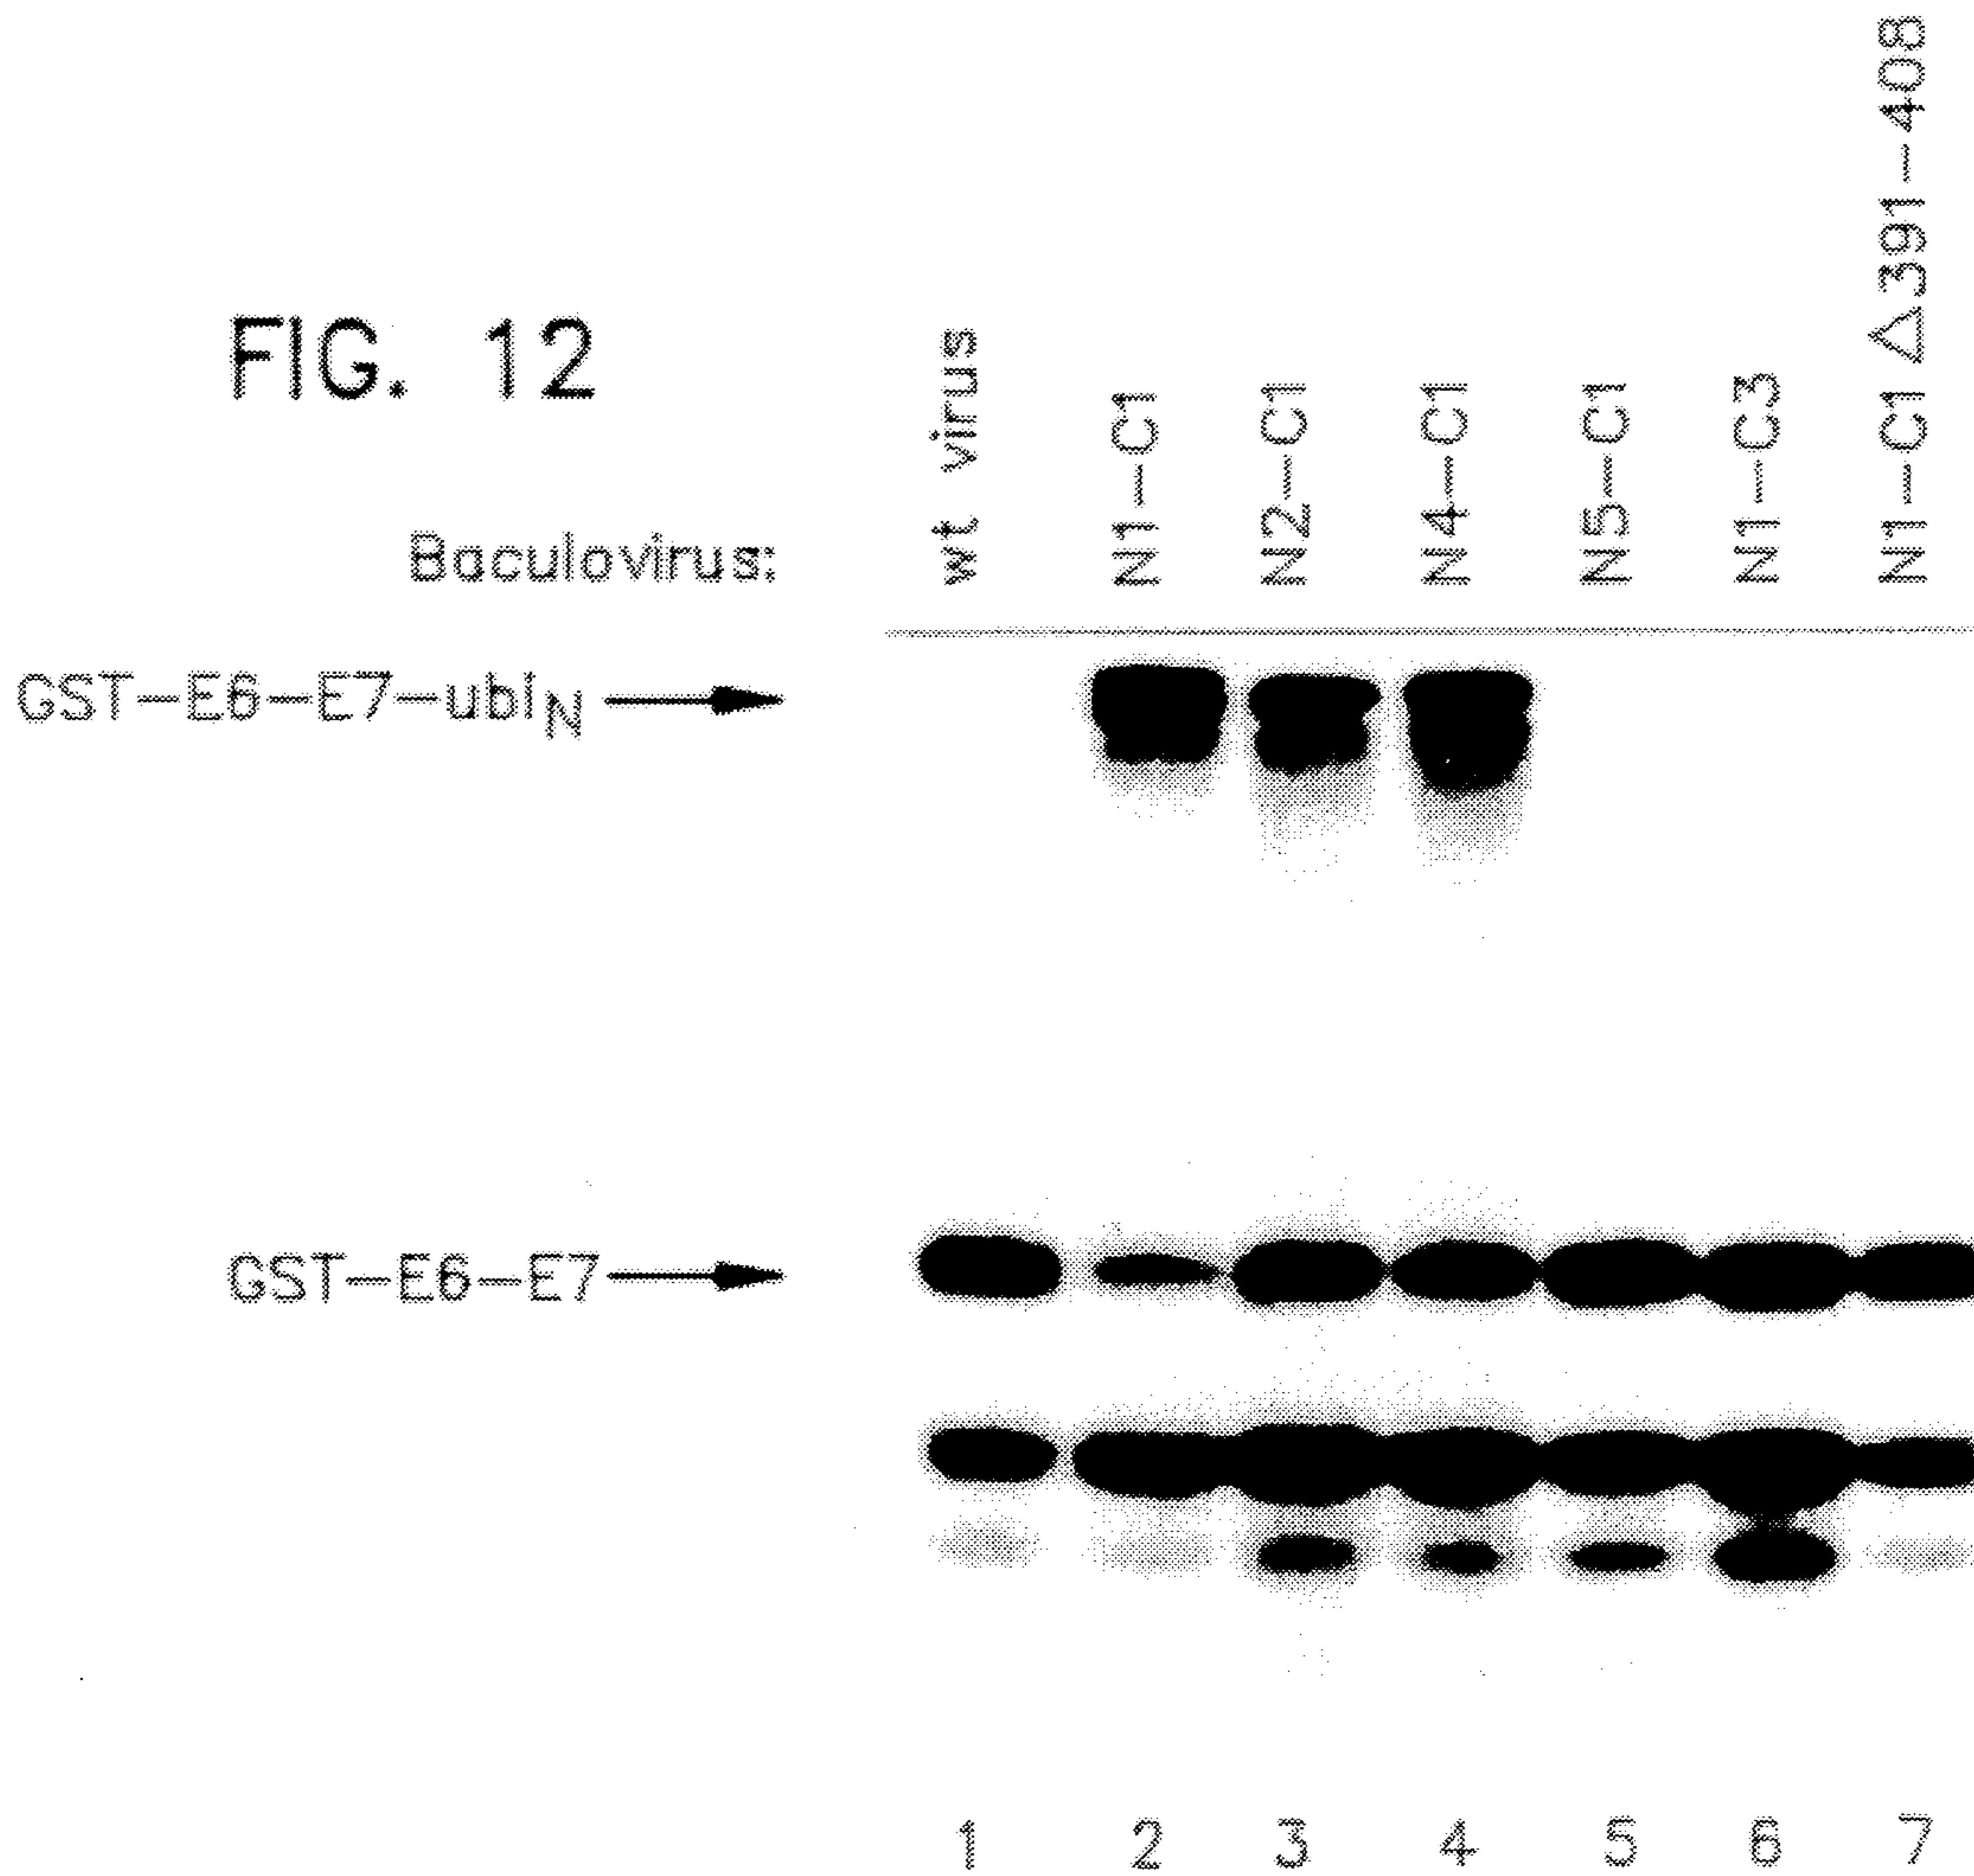 FIG. 12
Baculovirus:
wt virus
N1-C1
N2-C1
N4-C1
N5-C1
N1-C3
N1-C1 △391-408
GST-E6-E7-ubiN
GST-E6-E7
1 2 3 4 5 6 7